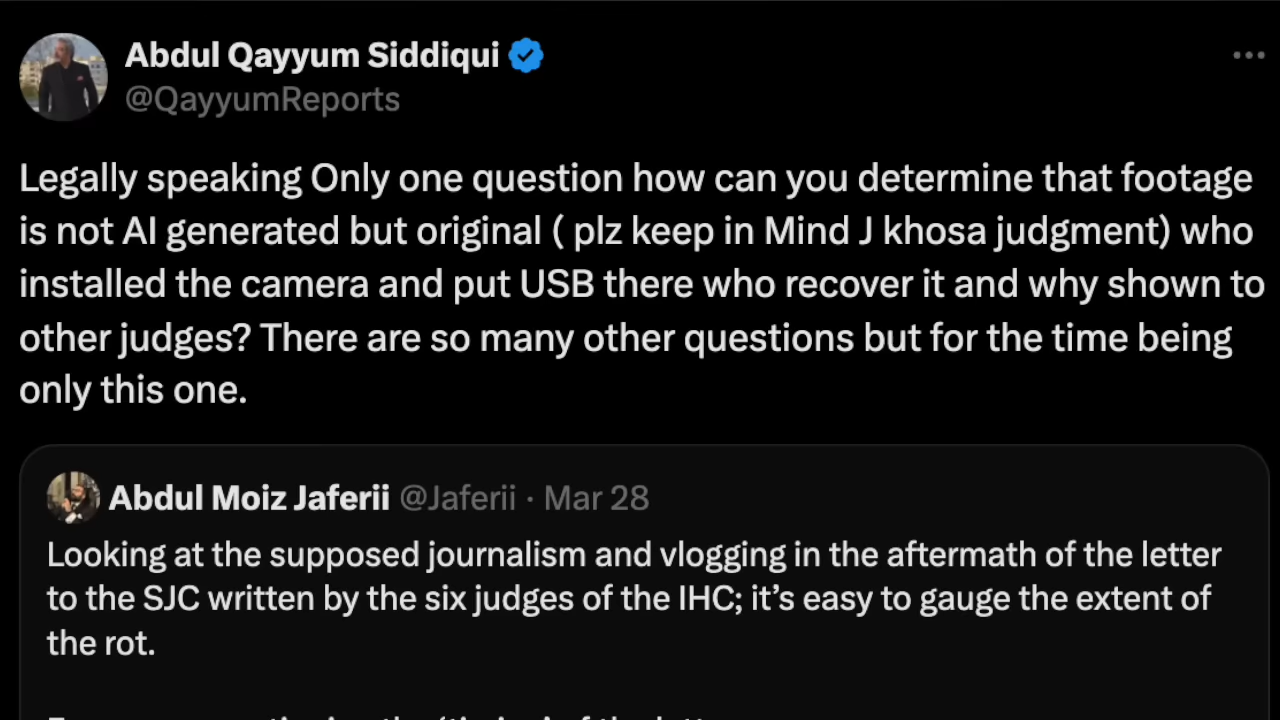 Abdul Qayyum Siddiqui
@QayyumReports
Legally speaking Only one question how can you determine that footage
is not AI generated but original ( plz keep in Mind J khosa judgment) who
installed the camera and put USB there who recover it and why shown to
other judges? There are so many other questions but for the time being
only this one.
Abdul Moiz Jaferii @Jaferii · Mar 28
Looking at the supposed journalism and vlogging in the aftermath of the letter
to the SJC written by the six judges of the IHC; it’s easy to gauge the extent of
the rot.